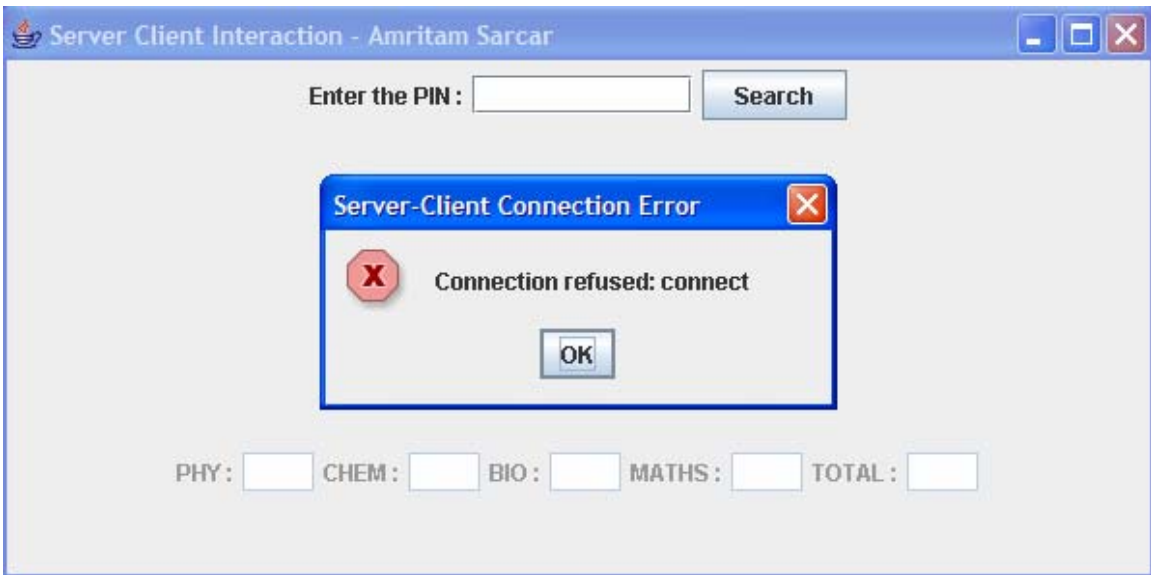 Server Client Interaction - Amritam Sarcar
Enter the PIN : Search
Server-Client Connection Error
Connection refused: connect
OK
PHY : CHEM : BIO : MATHS : TOTAL :